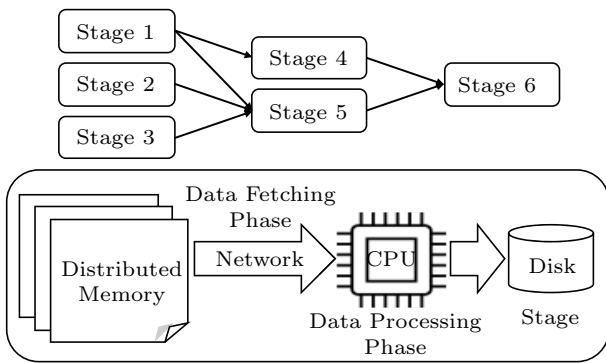 Stage 1
Stage 2
Stage 3
Stage 4
Stage 5
Stage 6
Data Fetching
Phase
Distributed
Memory
Network
CPU
Disk
Data Processing
Phase
Stage